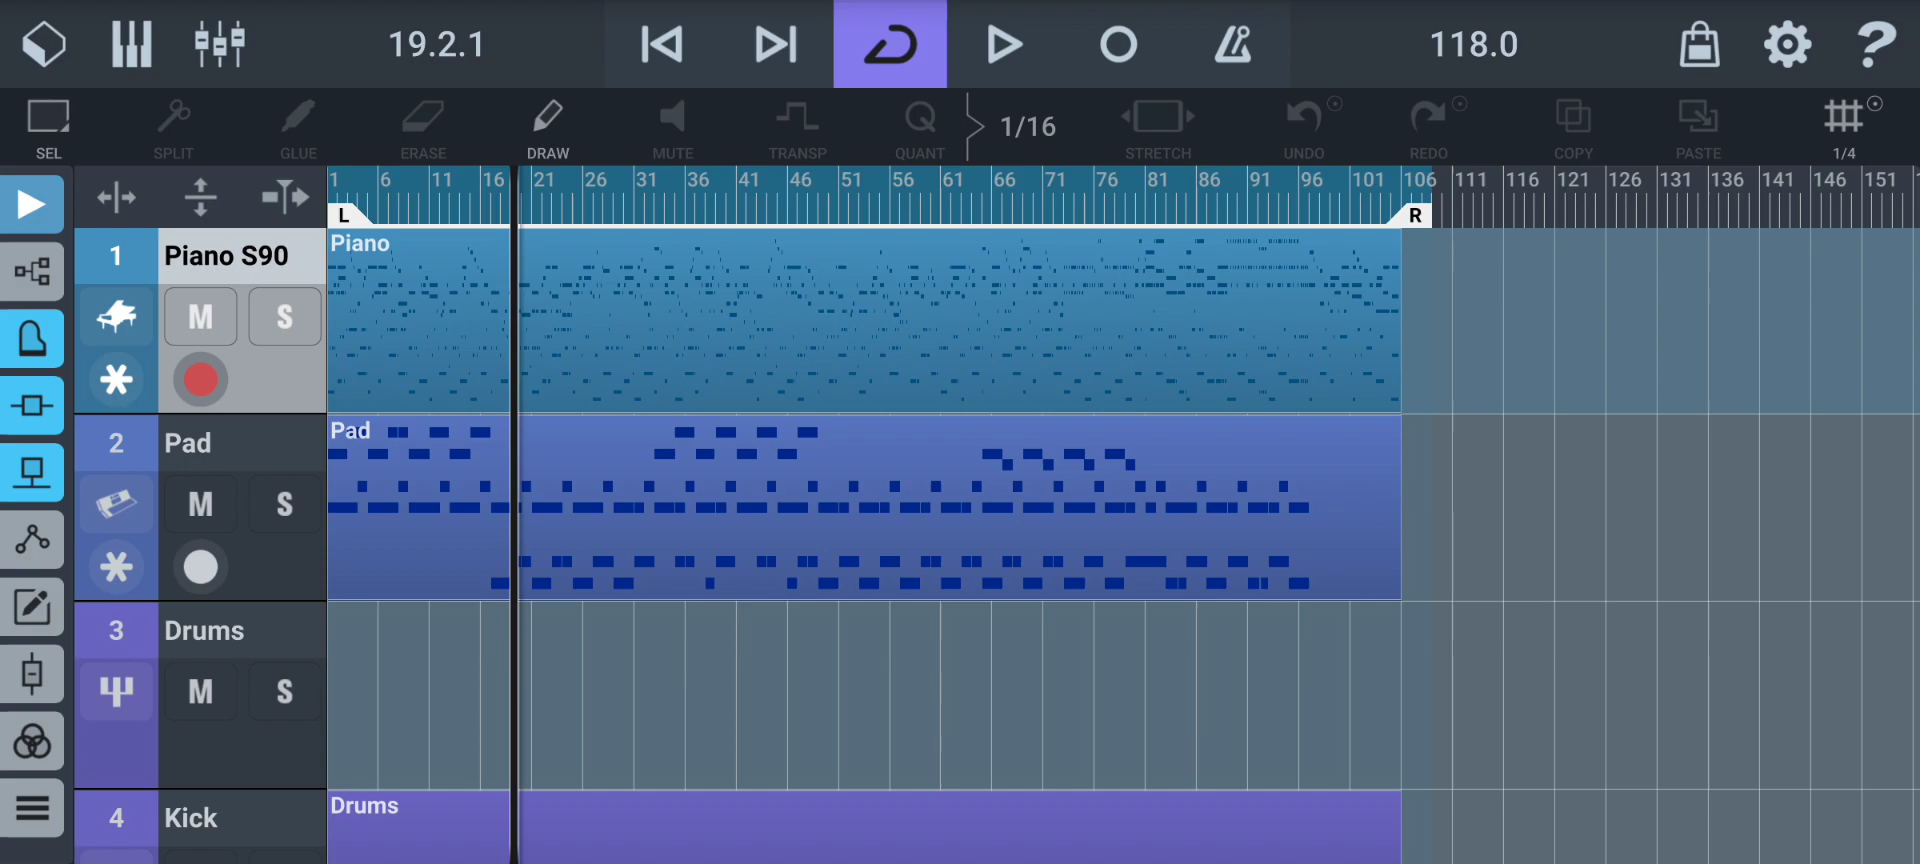 19.2.1 118.0
SEL SPLIT GLUE ERASE DRAW MUTE TRANSP QUANT 1/16 STRETCH UNDO REDO COPY PASTE 1/4
1 6 11 16 21 26 31 36 41 46 51 56 61 66 71 76 81 86 91 96 101 106 111 116 121 126 131 136 141 146 151
L R
1 Piano S90 Piano
M S
2 Pad Pad
M S
3 Drums
M S
4 Kick Drums